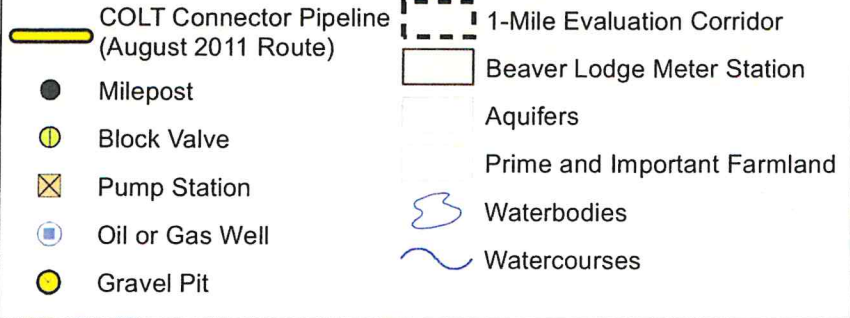 COLT Connector Pipeline
(August 2011 Route)
Milepost
Block Valve
Pump Station
Oil or Gas Well
Gravel Pit
1-Mile Evaluation Corridor
Beaver Lodge Meter Station
Aquifers
Prime and Important Farmland
Waterbodies
Watercourses